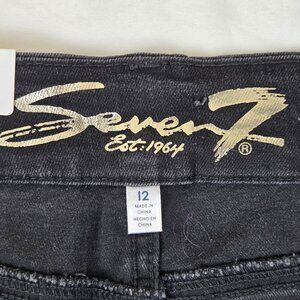 Seven7
Est. 1964
®
12
MADE IN
CHINA
HECHO EN
CHINA